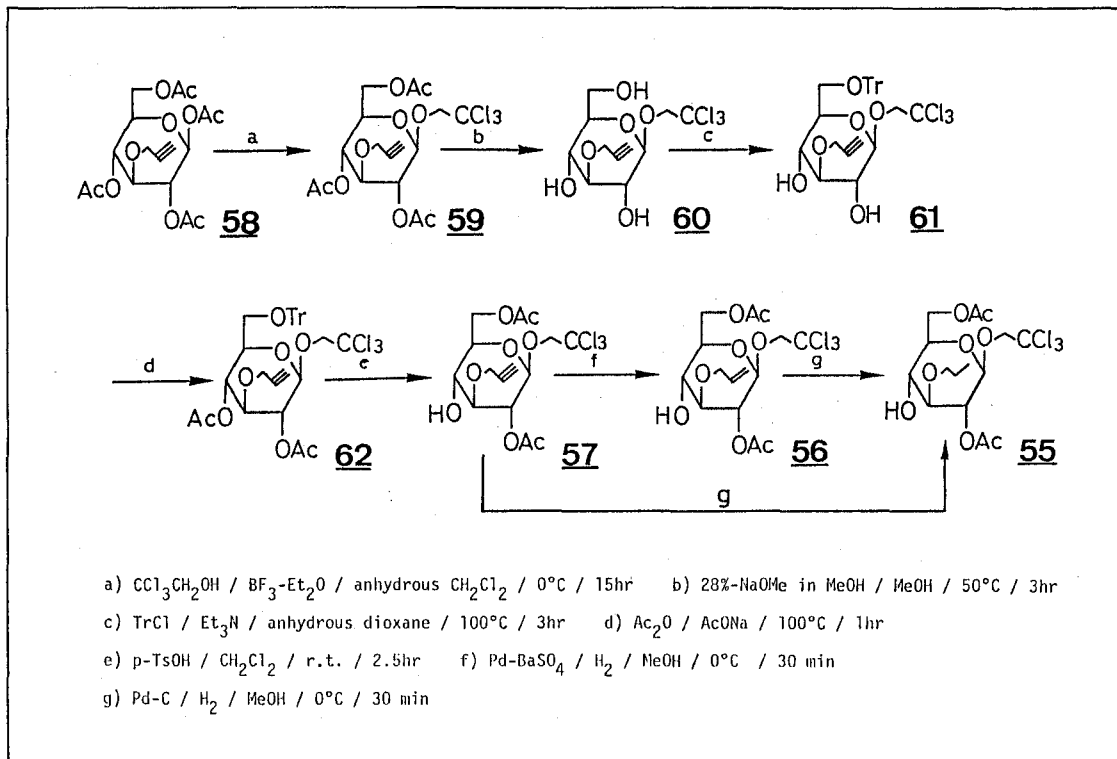 OAc OAc OH OTr
OAc O CCl3 O CCl3 O CCl3
O O O O
a b c
O O O O
AcO AcO HO HO
OAc 58 OAc 59 OH 60 OH 61
OTr OAc OAc OAc
O CCl3 O CCl3 O CCl3 O CCl3
O O O O
d e f g
O O O O
AcO HO HO HO
OAc 62 OAc 57 OAc 56 OAc 55
g
a) CCl3CH2OH / BF3-Et2O / anhydrous CH2Cl2 / 0°C / 15hr b) 28%-NaOMe in MeOH / MeOH / 50°C / 3hr
c) TrCl / Et3N / anhydrous dioxane / 100°C / 3hr d) Ac2O / AcONa / 100°C / 1hr
e) p-TsOH / CH2Cl2 / r.t. / 2.5hr f) Pd-BaSO4 / H2 / MeOH / 0°C / 30 min
g) Pd-C / H2 / MeOH / 0°C / 30 min